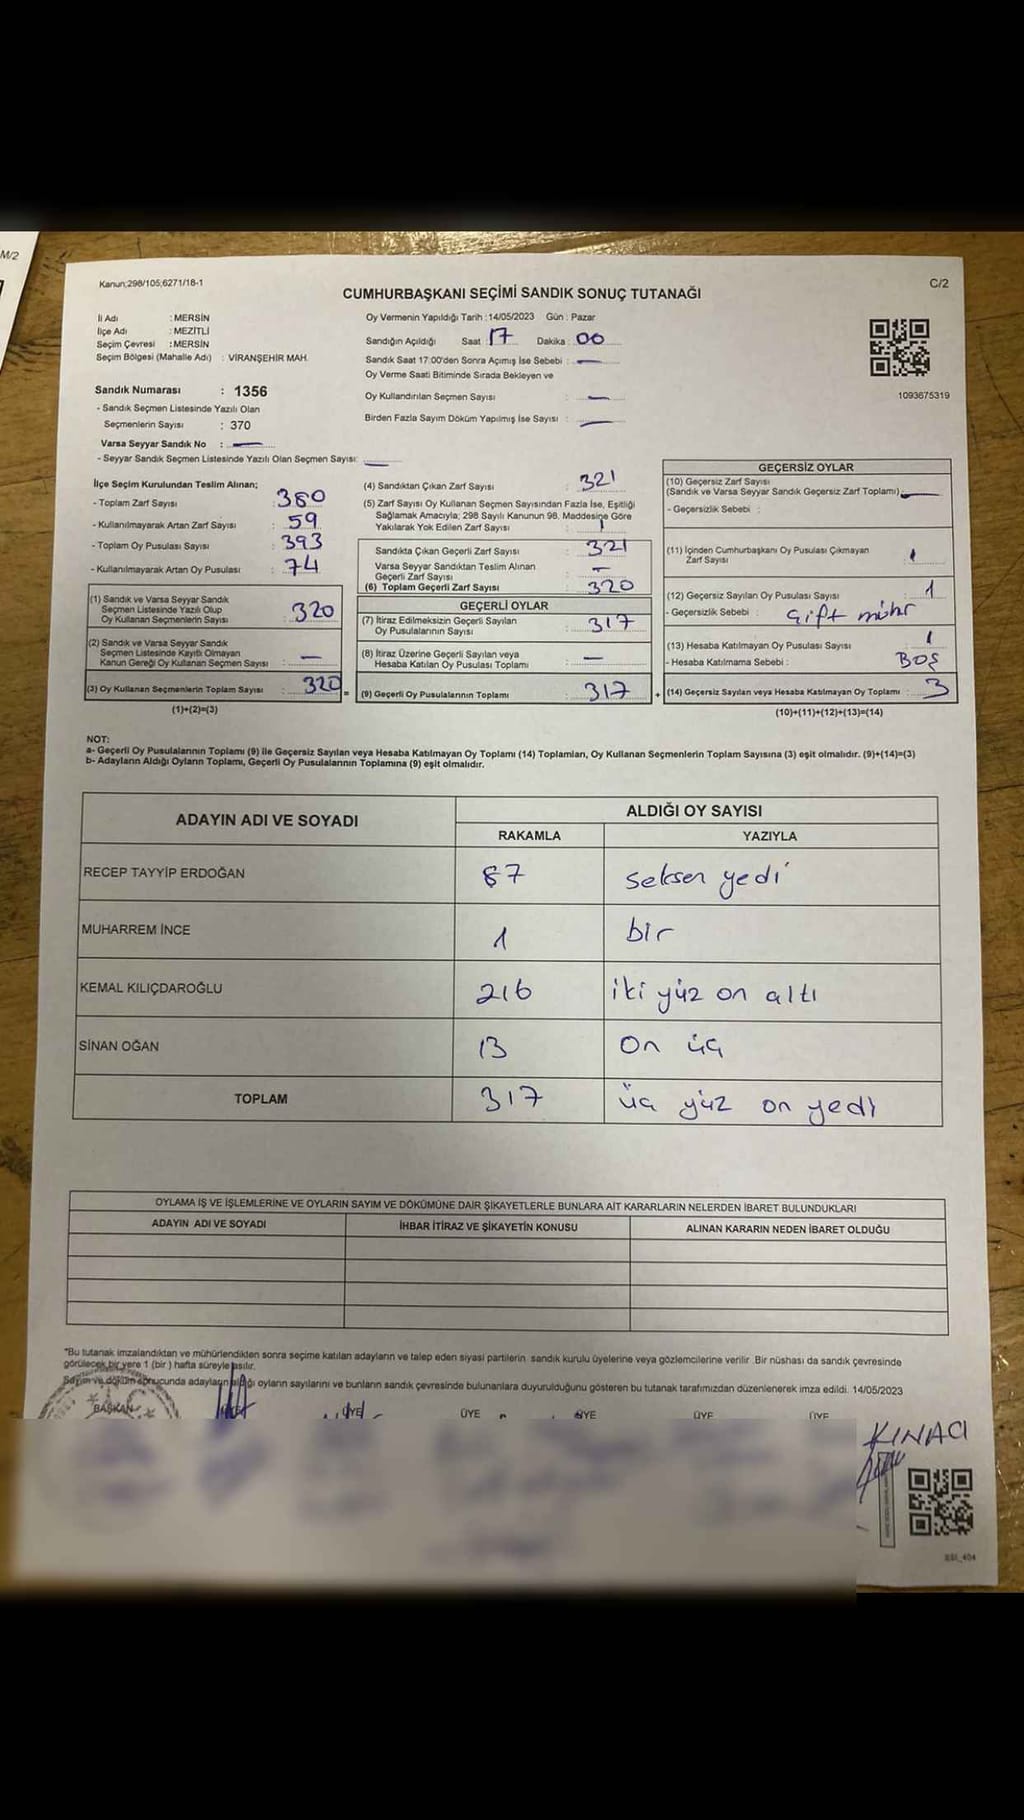 M/2
Kanun;298/105;6271/18-1
C/2
CUMHURBAŞKANI SEÇİMİ SANDIK SONUÇ TUTANAĞI
İl Adı : MERSİN
İlçe Adı : MEZİTLİ
Seçim Çevresi : MERSİN
Seçim Bölgesi (Mahalle Adı) : VİRANŞEHİR MAH.
Sandık Numarası : 1356
- Sandık Seçmen Listesinde Yazılı Olan
Seçmenlerin Sayısı : 370
Varsa Seyyar Sandık No : —
- Seyyar Sandık Seçmen Listesinde Yazılı Olan Seçmen Sayısı: —
Oy Vermenin Yapıldığı Tarih :14/05/2023 Gün : Pazar
Sandığın Açıldığı Saat : 17 Dakika : 00
Sandık Saat 17:00'den Sonra Açımış İse Sebebi : —
Oy Verme Saati Bitiminde Sırada Bekleyen ve
Oy Kullandırılan Seçmen Sayısı : —
Birden Fazla Sayım Döküm Yapılmış İse Sayısı : —
1093675319
İlçe Seçim Kurulundan Teslim Alınan;
- Toplam Zarf Sayısı : 380
- Kullanılmayarak Artan Zarf Sayısı : 59
- Toplam Oy Pusulası Sayısı : 393
- Kullanılmayarak Artan Oy Pusulası : 74
(1) Sandık ve Varsa Seyyar Sandık
Seçmen Listesinde Yazılı Olup
Oy Kullanan Seçmenlerin Sayısı : 320
(2) Sandık ve Varsa Seyyar Sandık
Seçmen Listesinde Kayıtlı Olmayan
Kanun Gereği Oy Kullanan Seçmen Sayısı : —
(3) Oy Kullanan Seçmenlerin Toplam Sayısı : 320 =
(1)+(2)=(3)
(4) Sandıktan Çıkan Zarf Sayısı : 321
(5) Zarf Sayısı Oy Kullanan Seçmen Sayısından Fazla İse, Eşitliği
Sağlamak Amacıyla; 298 Sayılı Kanunun 98. Maddesine Göre
Yakılarak Yok Edilen Zarf Sayısı : 1
Sandıkta Çıkan Geçerli Zarf Sayısı : 321
Varsa Seyyar Sandıktan Teslim Alınan
Geçerli Zarf Sayısı : —
(6) Toplam Geçerli Zarf Sayısı : 320
GEÇERLİ OYLAR
(7) İtiraz Edilmeksizin Geçerli Sayılan
Oy Pusulalarının Sayısı : 317
(8) İtiraz Üzerine Geçerli Sayılan veya
Hesaba Katılan Oy Pusulası Toplamı : —
(9) Geçerli Oy Pusulalarının Toplamı : 317 +
GEÇERSİZ OYLAR
(10) Geçersiz Zarf Sayısı
(Sandık ve Varsa Seyyar Sandık Geçersiz Zarf Toplamı) : —
- Geçersizlik Sebebi :
(11) İçinden Cumhurbaşkanı Oy Pusulası Çıkmayan
Zarf Sayısı : 1
(12) Geçersiz Sayılan Oy Pusulası Sayısı : 1
- Geçersizlik Sebebi : Çift mühr
(13) Hesaba Katılmayan Oy Pusulası Sayısı : 1
- Hesaba Katılmama Sebebi : BOŞ
(14) Geçersiz Sayılan veya Hesaba Katılmayan Oy Toplamı : 3
(10)+(11)+(12)+(13)=(14)
NOT:
a- Geçerli Oy Pusulalarının Toplamı (9) ile Geçersiz Sayılan veya Hesaba Katılmayan Oy Toplamı (14) Toplamları, Oy Kullanan Seçmenlerin Toplam Sayısına (3) eşit olmalıdır. (9)+(14)=(3)
b- Adayların Aldığı Oyların Toplamı, Geçerli Oy Pusulalarının Toplamına (9) eşit olmalıdır.
ADAYIN ADI VE SOYADI
ALDIĞI OY SAYISI
RAKAMLA YAZIYLA
RECEP TAYYİP ERDOĞAN 87 seksen yedi
MUHARREM İNCE 1 bir
KEMAL KILIÇDAROĞLU 216 iki yüz on altı
SİNAN OĞAN 13 on üç
TOPLAM 317 üç yüz on yedi
OYLAMA İŞ VE İŞLEMLERİNE VE OYLARIN SAYIM VE DÖKÜMÜNE DAİR ŞİKAYETLERLE BUNLARA AİT KARARLARIN NELERDEN İBARET BULUNDUKLARI
ADAYIN ADI VE SOYADI İHBAR İTİRAZ VE ŞİKAYETİN KONUSU ALINAN KARARIN NEDEN İBARET OLDUĞU
"Bu tutanak imzalandıktan ve mühürlendikten sonra seçime katılan adayların ve talep eden siyasi partilerin sandık kurulu üyelerine veya gözlemcilerine verilir. Bir nüshası da sandık çevresinde
görülecek bir yere 1 (bir) hafta süreyle asılır.
Sayım ve döküm sonucunda adayların aldığı oyların sayılarını ve bunların sandık çevresinde bulunanlara duyurulduğunu gösteren bu tutanak tarafımızdan düzenlenerek imza edildi. 14/05/2023
BAŞKAN ÜYE ÜYE ÜYE ÜYE ÜYE ÜYE
KINACI